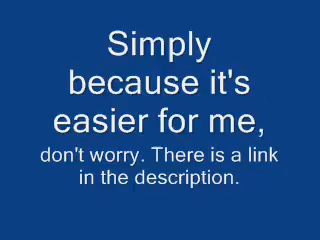 Simply
because it's
easier for me,
don't worry. There is a link
in the description.